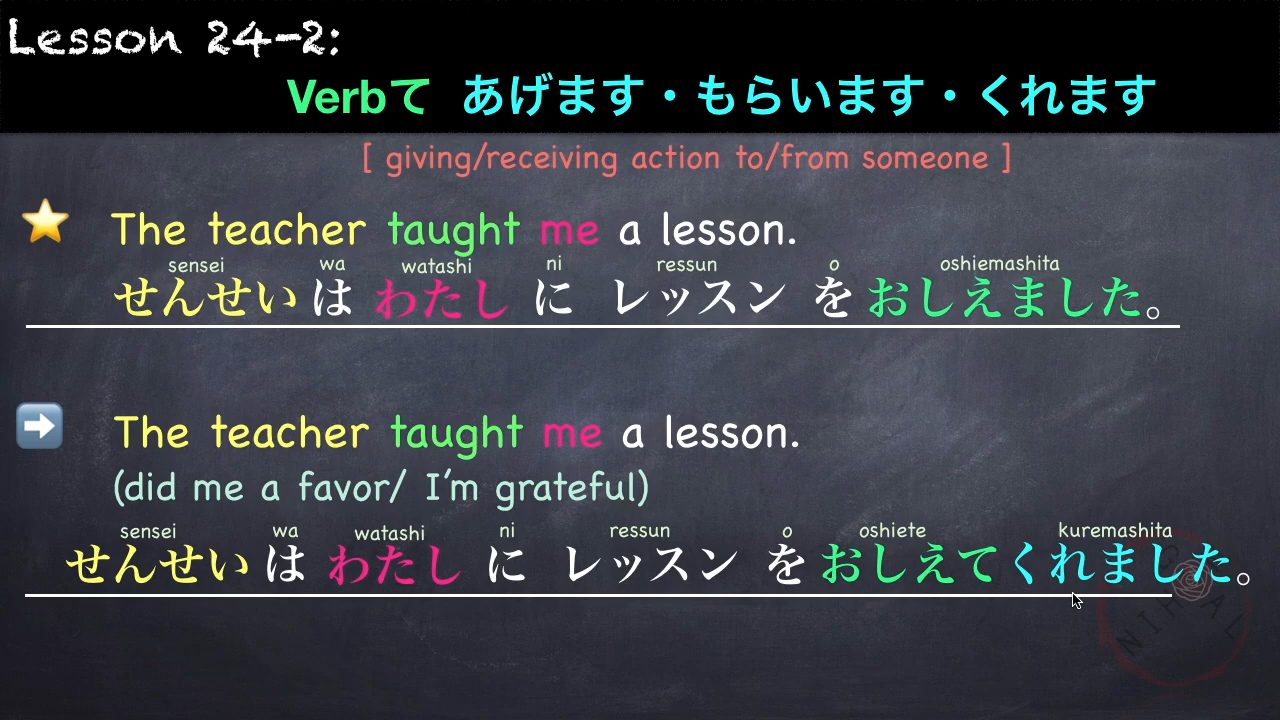 Lesson 24-2:
Verbて あげます・もらいます・くれます
[ giving/receiving action to/from someone ]
The teacher taught me a lesson.
sensei wa watashi ni ressun o oshiemashita
せんせい は わたし に レッスン を おしえました。
The teacher taught me a lesson.
(did me a favor/ I'm grateful)
sensei wa watashi ni ressun o oshiete kuremashita
せんせい は わたし に レッスン を おしえて くれました。